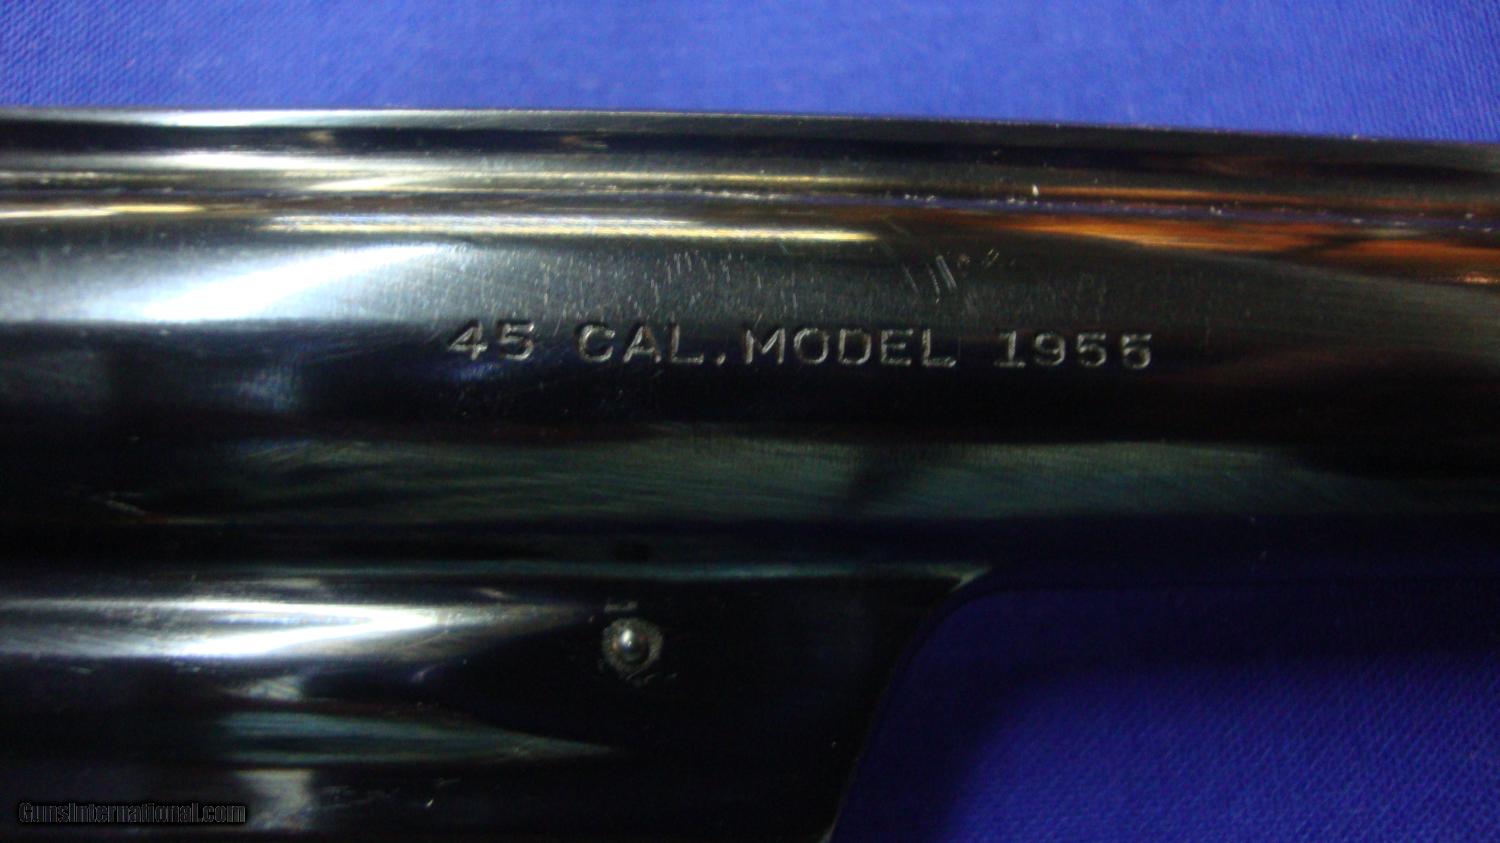 45 CAL. MODEL 1955
GunsInternational.com